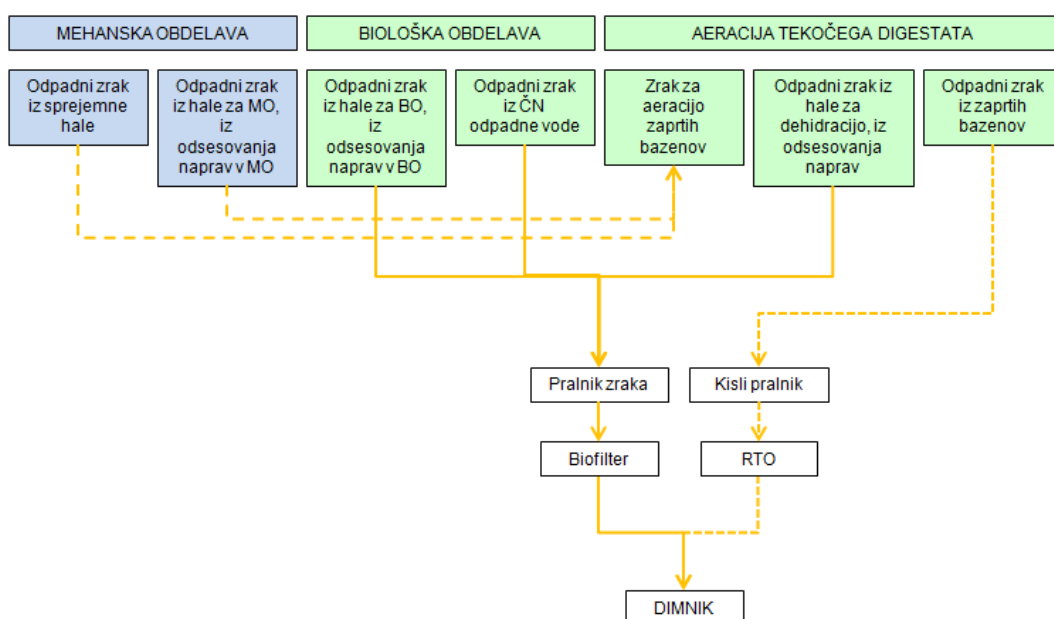 MEHANSKA OBDELAVA
BIOLOŠKA OBDELAVA
AERACIJA TEKOČEGA DIGESTATA
Odpadni zrak
iz sprejemne
hale
Odpadni zrak
iz hale za MO,
iz
odsesovanja
naprav v MO
Odpadni zrak
iz hale za BO,
iz
odsesovanja
naprav v BO
Odpadni zrak
iz ČN
odpadne vode
Zrak za
aeracijo
zaprtih
bazenov
Odpadni zrak iz
hale za
dehidracijo, iz
odsesovanja
naprav
Odpadni zrak
iz zaprtih
bazenov
Pralnik zraka
Kisli pralnik
Biofilter
RTO
DIMNIK